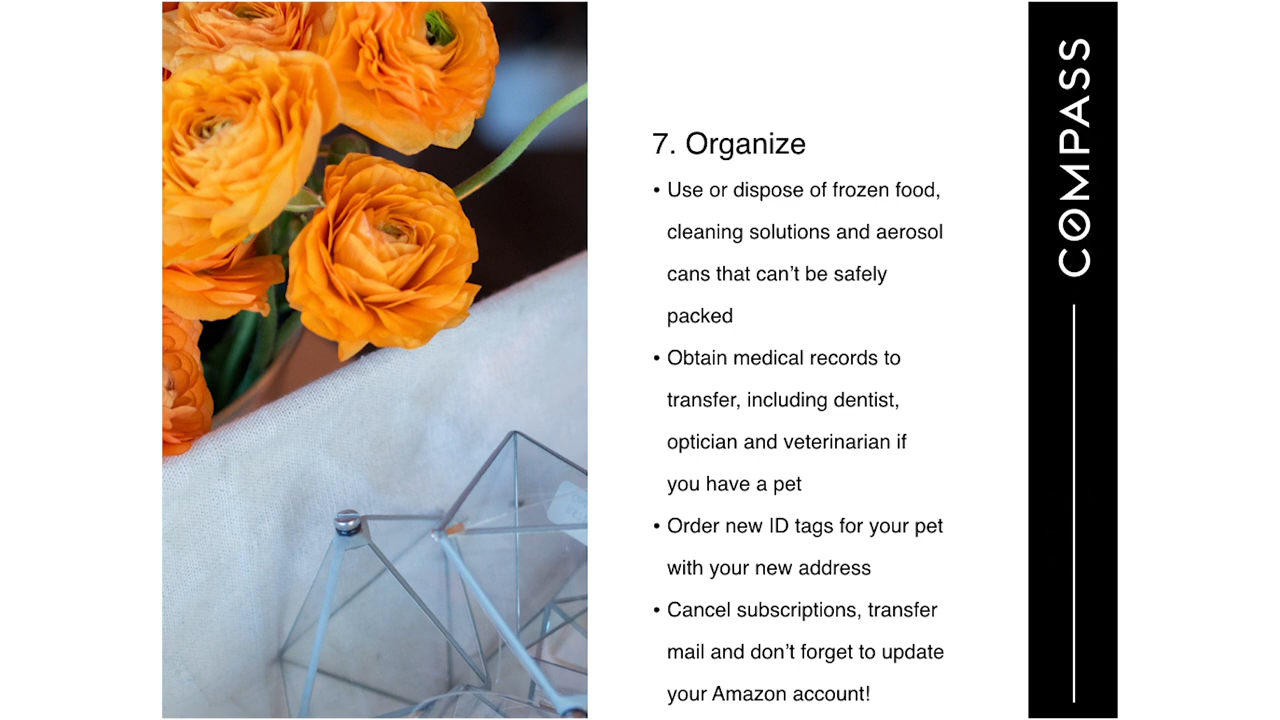 7. Organize
• Use or dispose of frozen food,
cleaning solutions and aerosol
cans that can’t be safely
packed
• Obtain medical records to
transfer, including dentist,
optician and veterinarian if
you have a pet
• Order new ID tags for your pet
with your new address
• Cancel subscriptions, transfer
mail and don’t forget to update
your Amazon account!
COMPASS